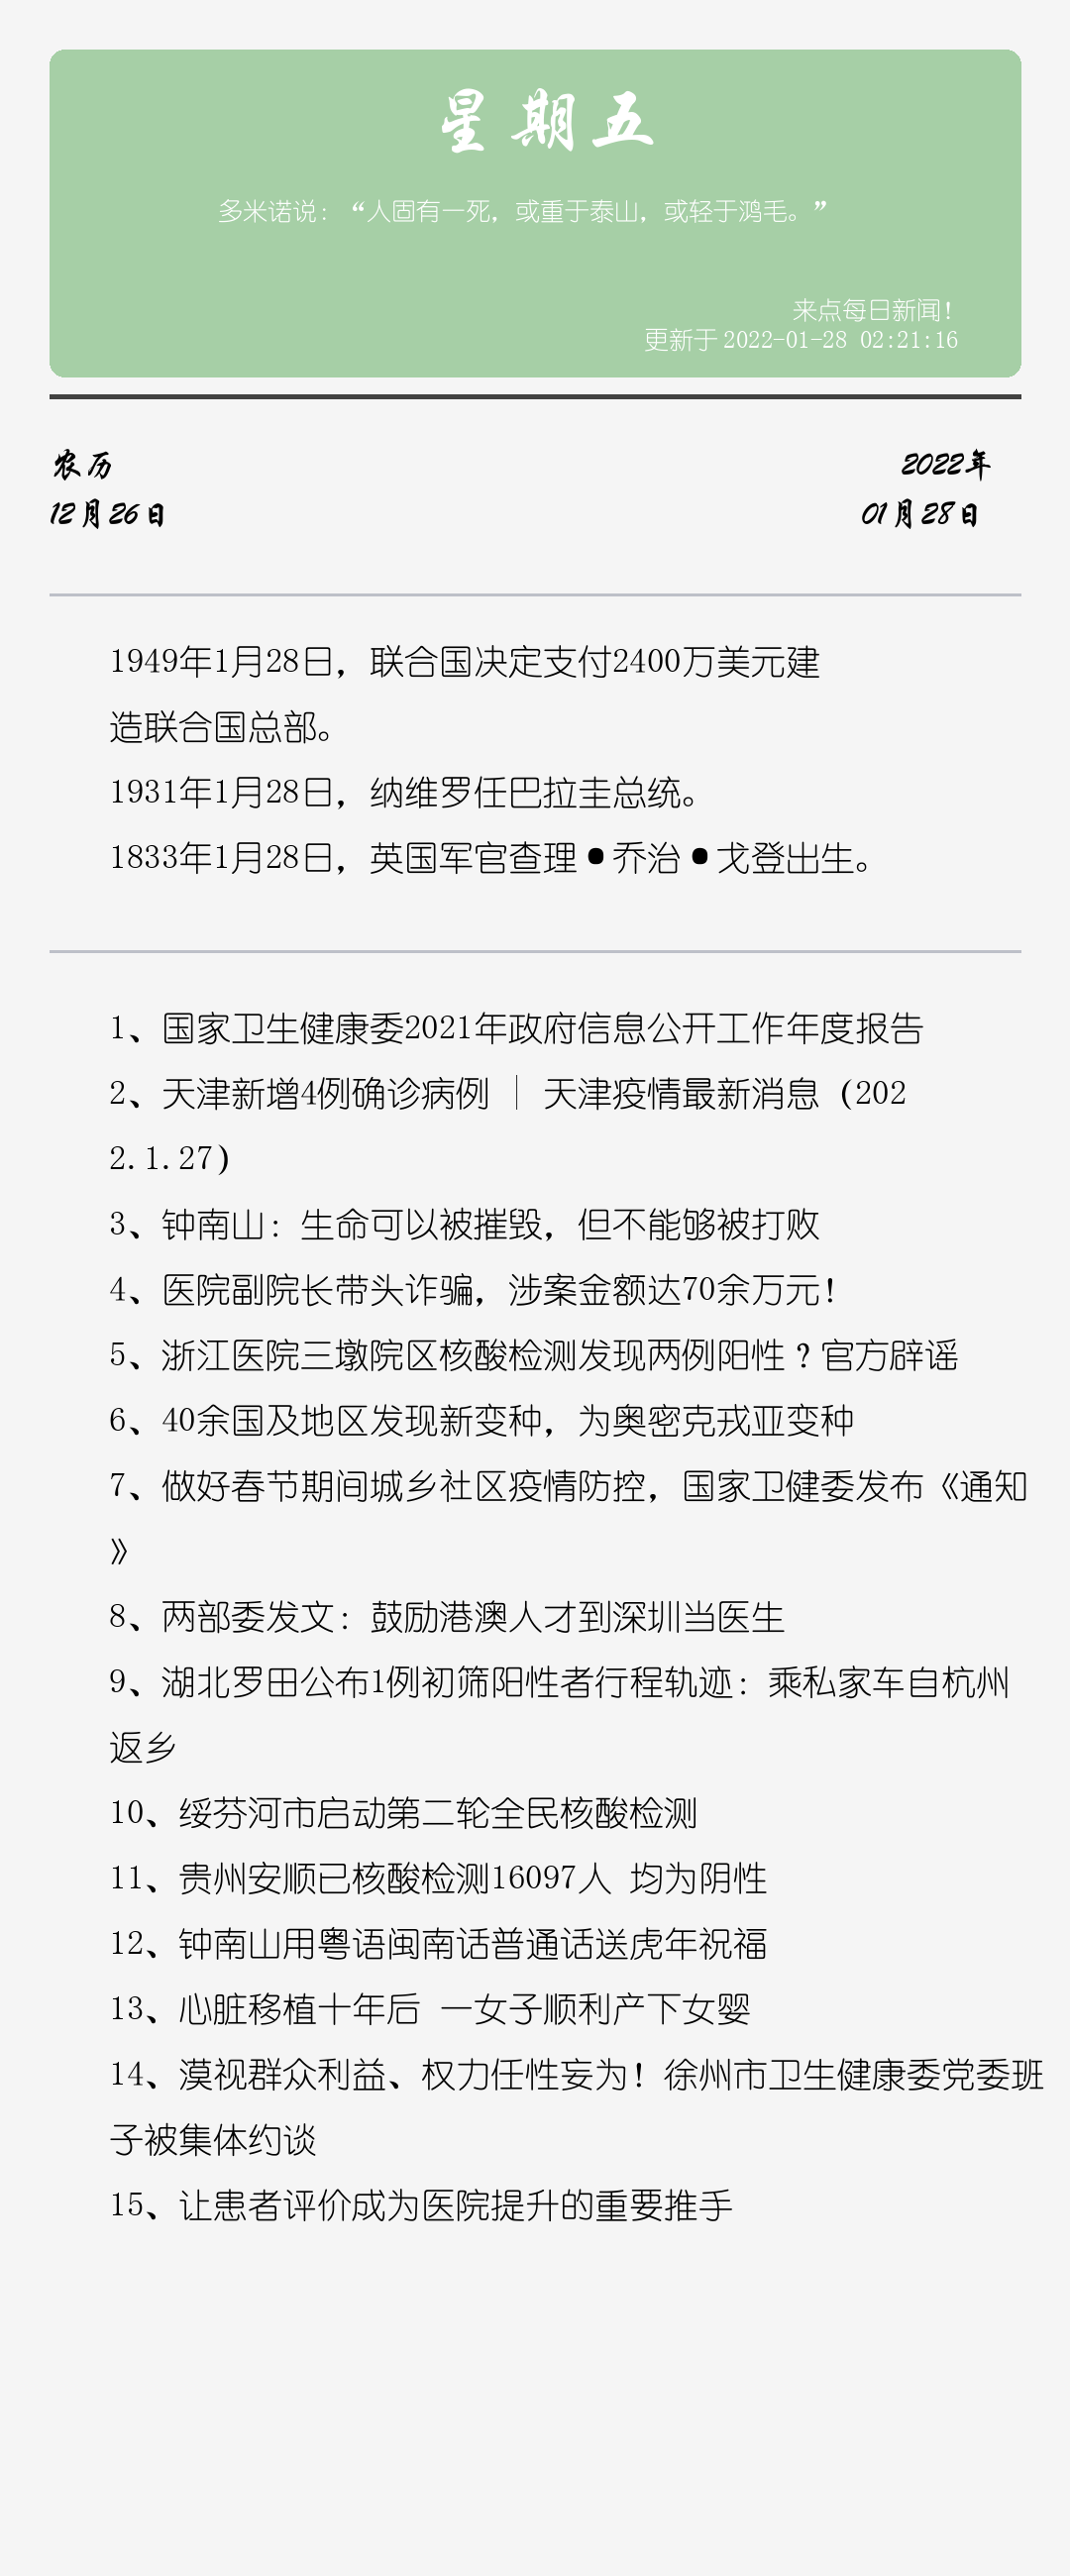 星期五
多米诺说：“人固有一死，或重于泰山，或轻于鸿毛。”
来点每日新闻！
更新于 2022-01-28 02:21:16
农历
12月26日
2022年
01月28日
1949年1月28日，联合国决定支付2400万美元建
造联合国总部。
1931年1月28日，纳维罗任巴拉圭总统。
1833年1月28日，英国军官查理•乔治•戈登出生。
1、国家卫生健康委2021年政府信息公开工作年度报告
2、天津新增4例确诊病例 ｜ 天津疫情最新消息（202
2.1.27）
3、钟南山：生命可以被摧毁，但不能够被打败
4、医院副院长带头诈骗，涉案金额达70余万元！
5、浙江医院三墩院区核酸检测发现两例阳性？官方辟谣
6、40余国及地区发现新变种，为奥密克戎亚变种
7、做好春节期间城乡社区疫情防控，国家卫健委发布《通知
》
8、两部委发文：鼓励港澳人才到深圳当医生
9、湖北罗田公布1例初筛阳性者行程轨迹：乘私家车自杭州
返乡
10、绥芬河市启动第二轮全民核酸检测
11、贵州安顺已核酸检测16097人 均为阴性
12、钟南山用粤语闽南话普通话送虎年祝福
13、心脏移植十年后 一女子顺利产下女婴
14、漠视群众利益、权力任性妄为！徐州市卫生健康委党委班
子被集体约谈
15、让患者评价成为医院提升的重要推手